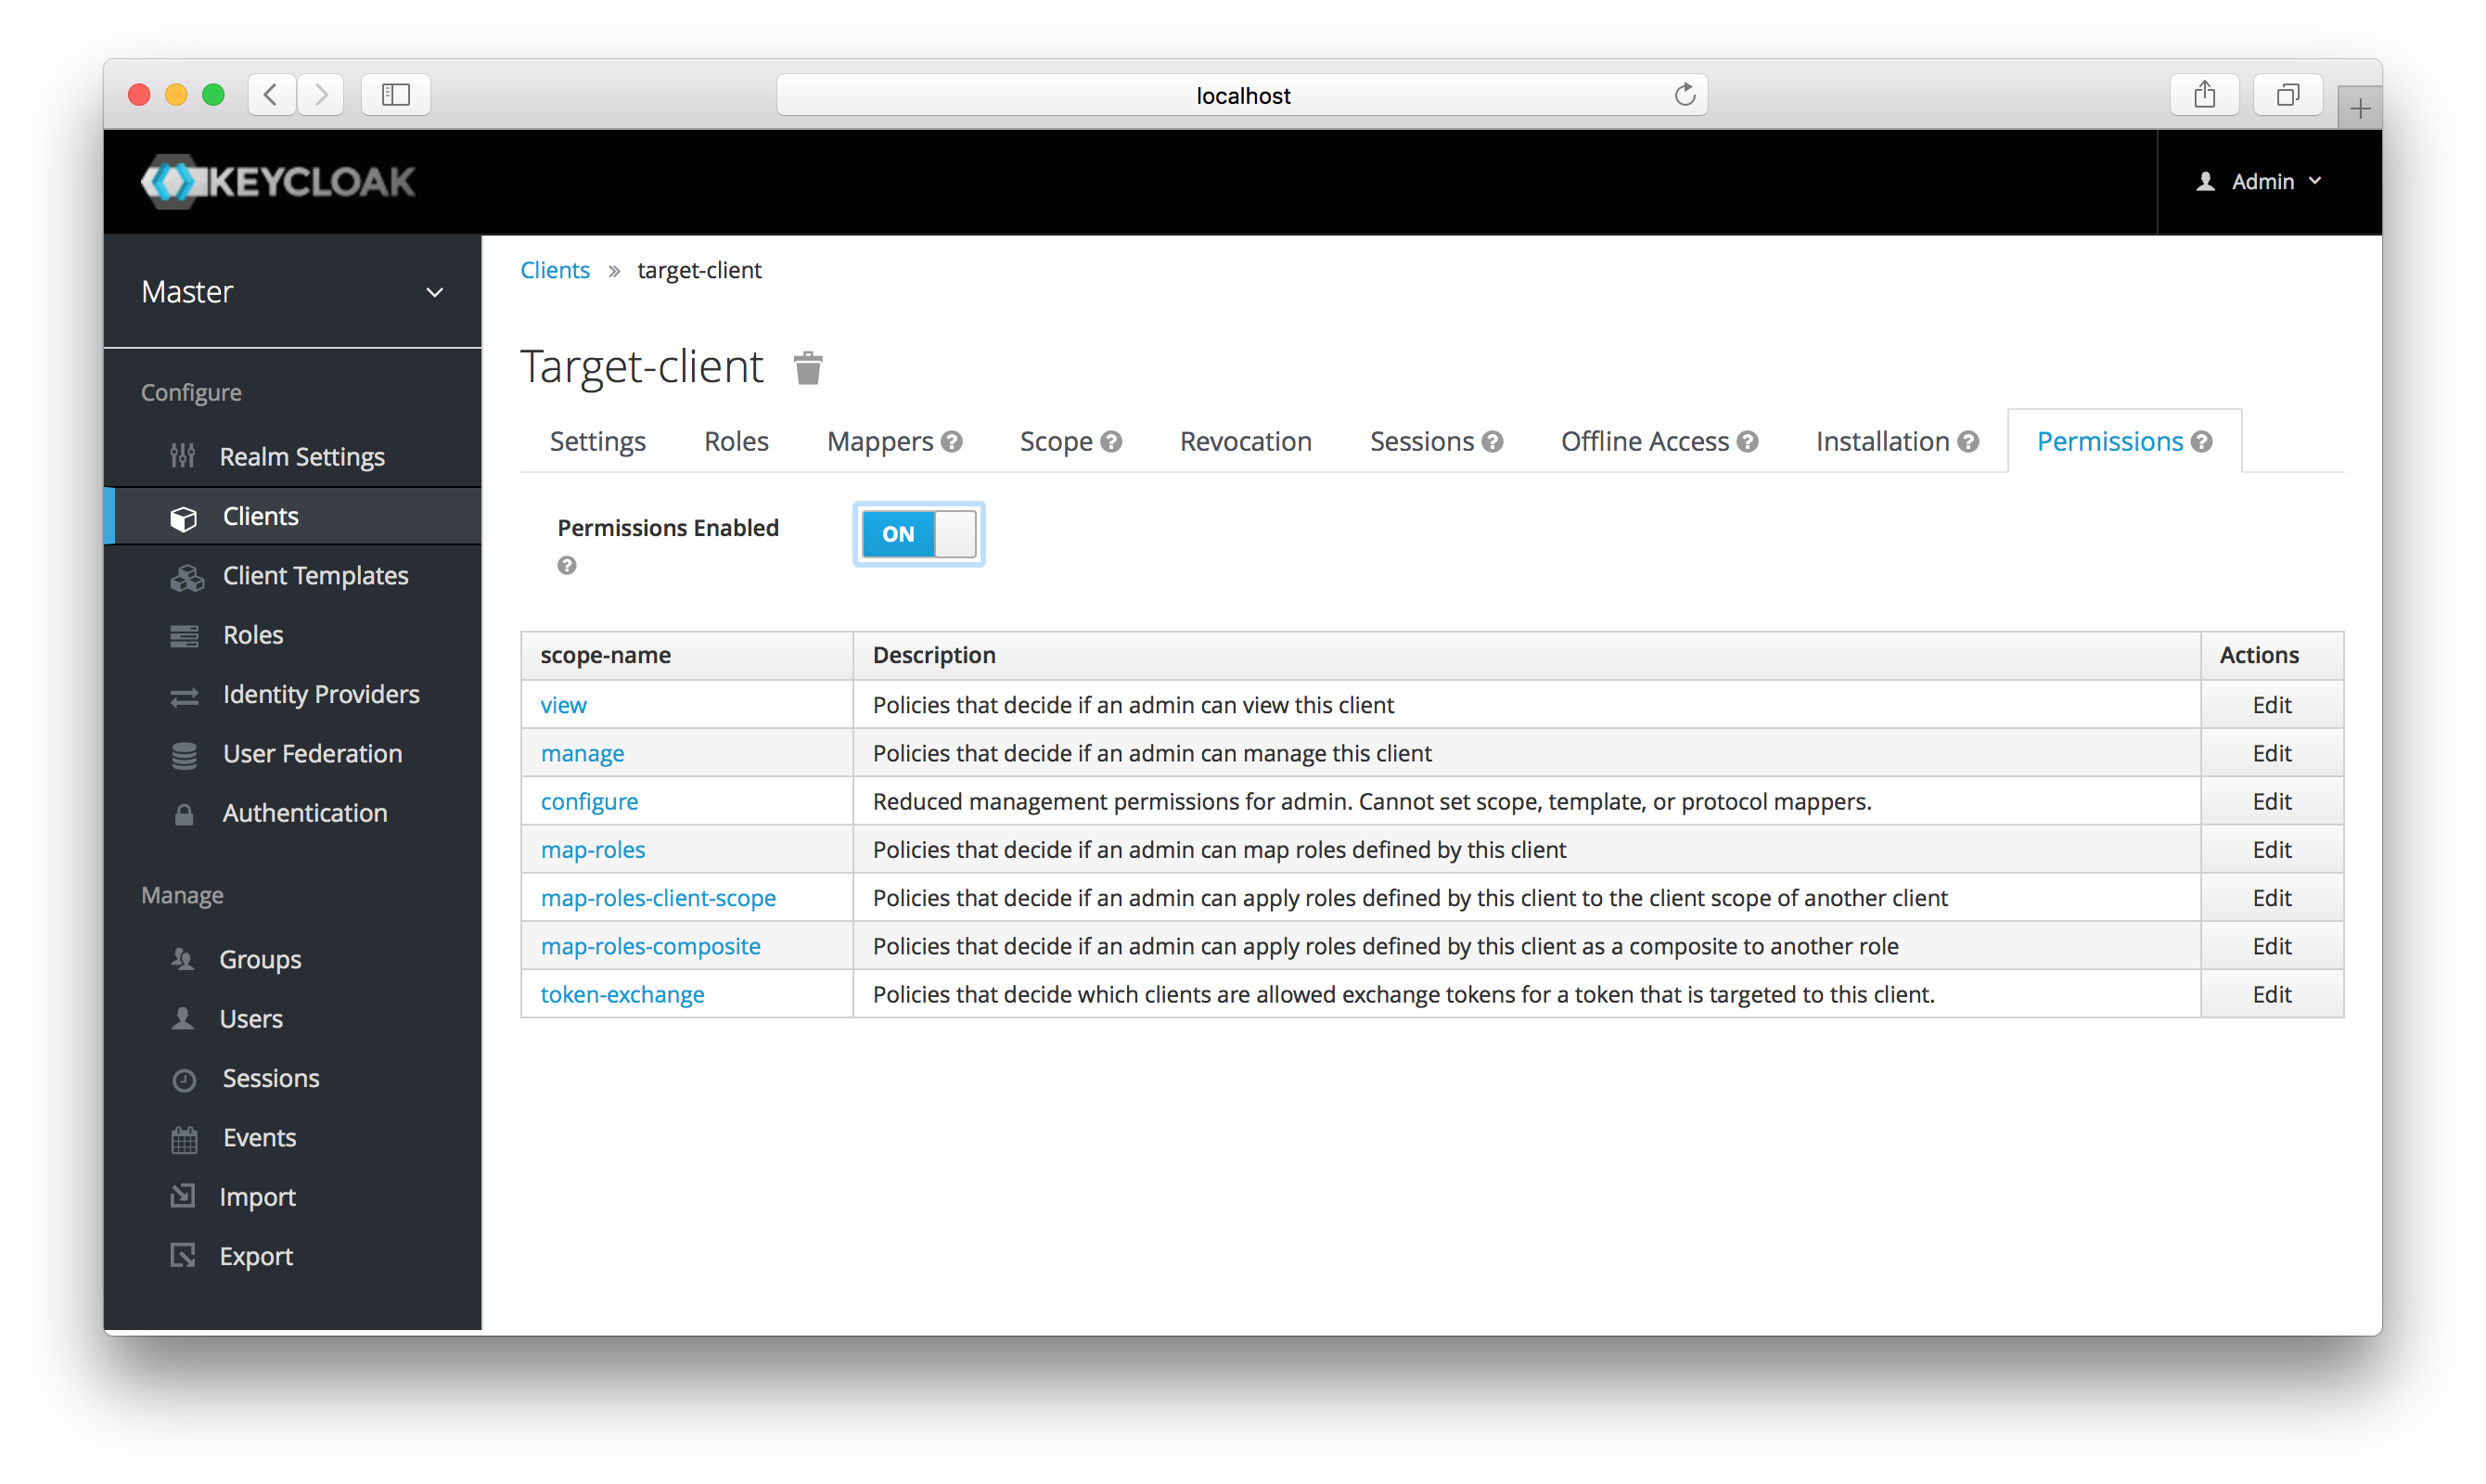 localhost
KEYCLOAK
Admin
Master
Configure
Realm Settings
Clients
Client Templates
Roles
Identity Providers
User Federation
Authentication
Manage
Groups
Users
Sessions
Events
Import
Export
Clients » target-client
Target-client
Settings Roles Mappers ? Scope ? Revocation Sessions ? Offline Access ? Installation ? Permissions ?
Permissions Enabled ON
?
scope-name Description Actions
view Policies that decide if an admin can view this client Edit
manage Policies that decide if an admin can manage this client Edit
configure Reduced management permissions for admin. Cannot set scope, template, or protocol mappers. Edit
map-roles Policies that decide if an admin can map roles defined by this client Edit
map-roles-client-scope Policies that decide if an admin can apply roles defined by this client to the client scope of another client Edit
map-roles-composite Policies that decide if an admin can apply roles defined by this client as a composite to another role Edit
token-exchange Policies that decide which clients are allowed exchange tokens for a token that is targeted to this client. Edit